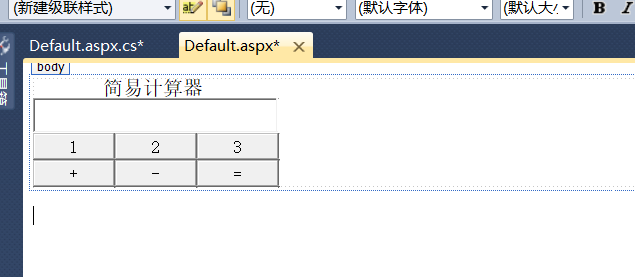 (新建级联样式) ab (无) (默认字体) (默认大 B I
Default.aspx.cs* Default.aspx* ×
工具箱
body
简易计算器
1 2 3
+ - =